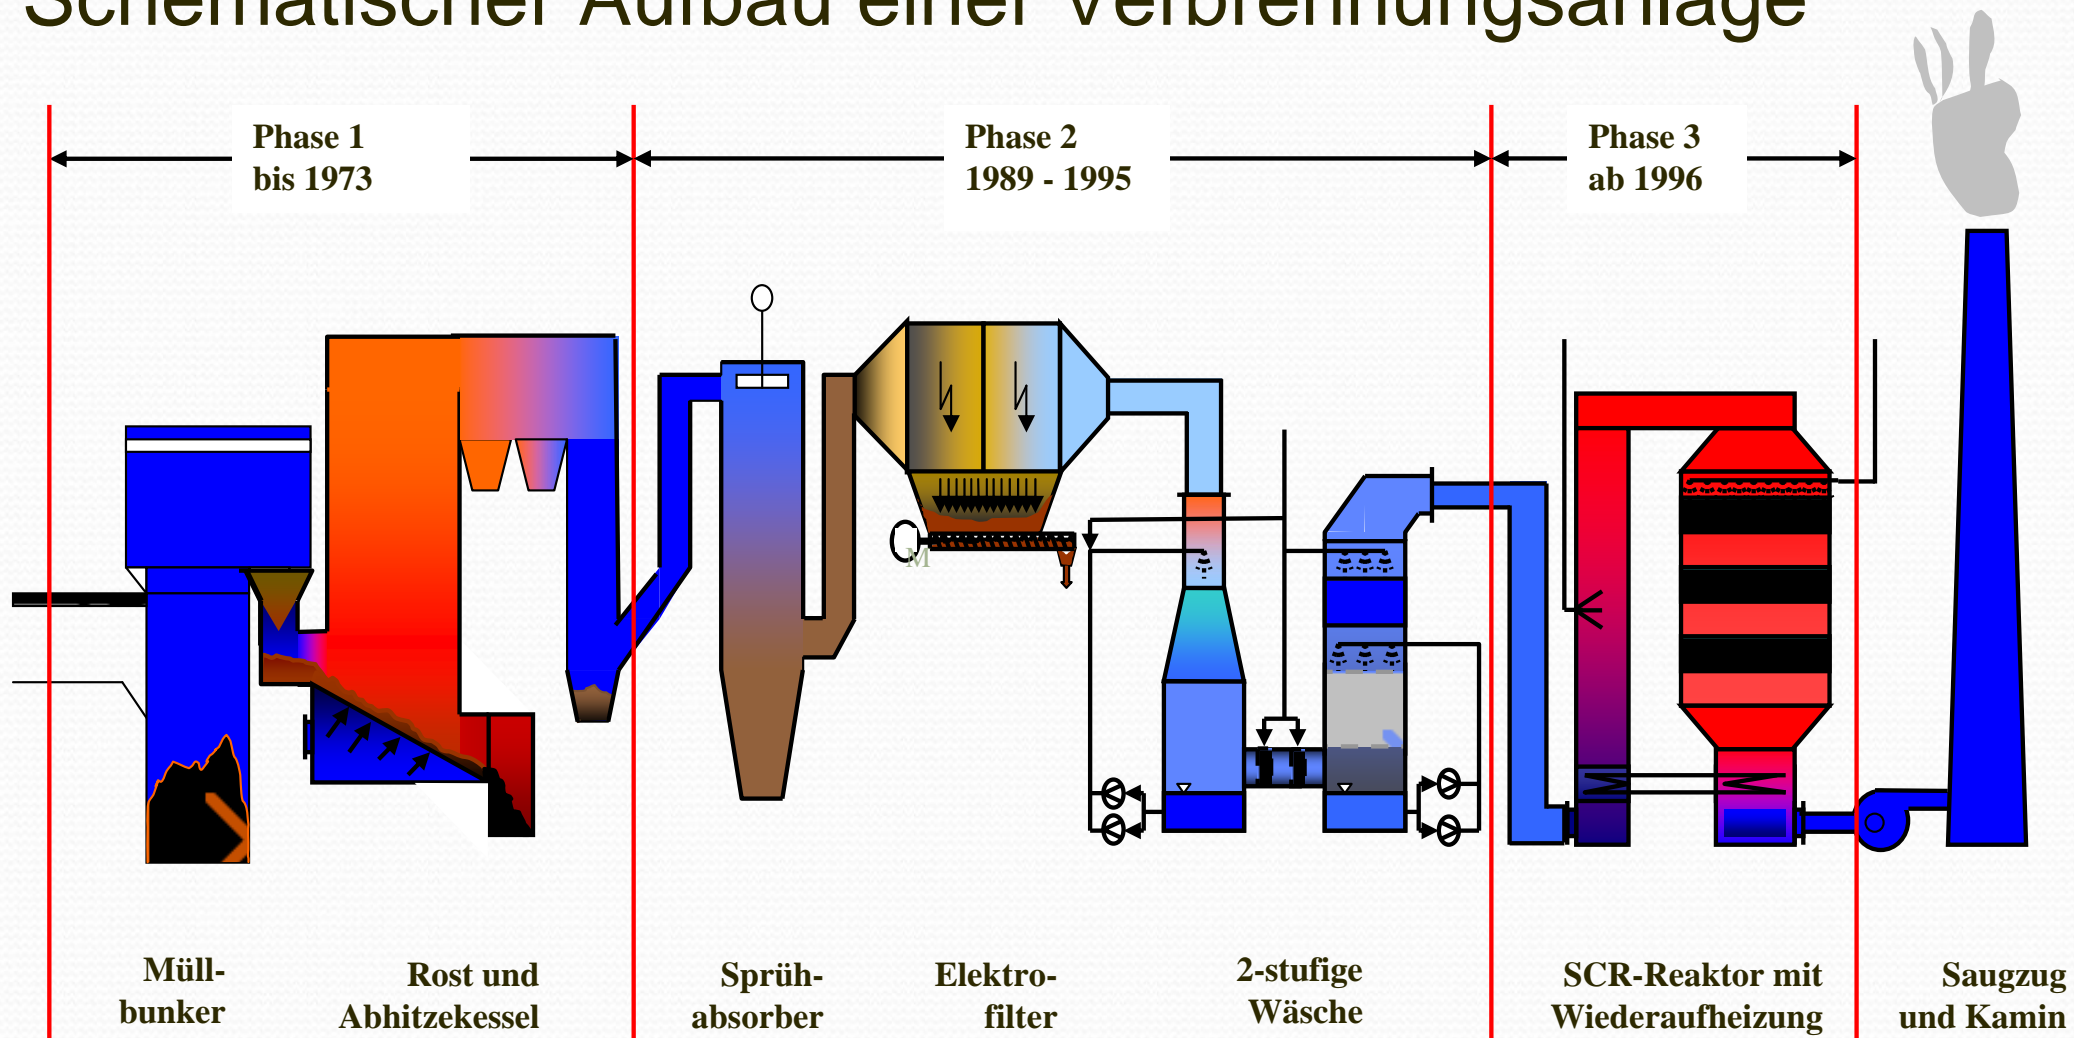 Schematischer Aufbau einer Verbrennungsanlage
Phase 1
bis 1973
Phase 2
1989 - 1995
Phase 3
ab 1996
M
Müll-
bunker
Rost und
Abhitzekessel
Sprüh-
absorber
Elektro-
filter
2-stufige
Wäsche
SCR-Reaktor mit
Wiederaufheizung
Saugzug
und Kamin